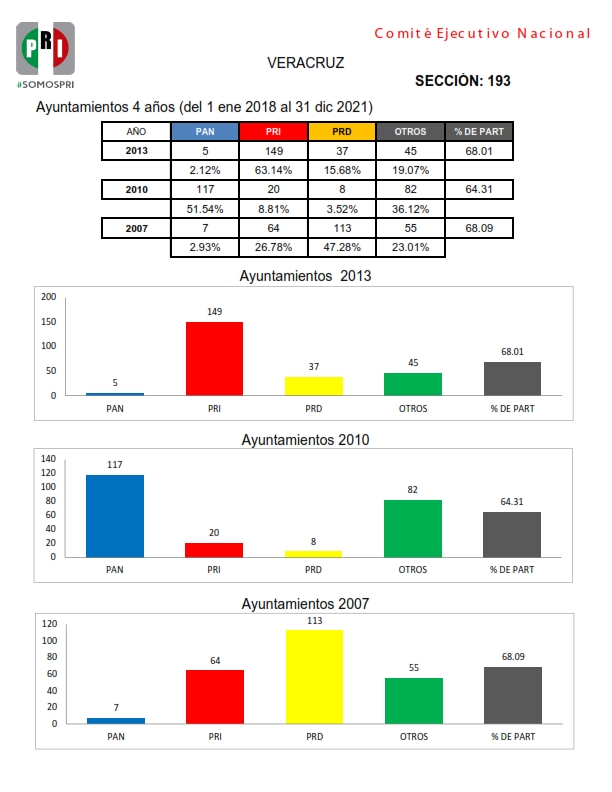 PRI
#SOMOSPRI
Comité Ejecutivo Nacional
VERACRUZ
SECCIÓN: 193
Ayuntamientos 4 años (del 1 ene 2018 al 31 dic 2021)
AÑO PAN PRI PRD OTROS % DE PART
2013 5 149 37 45 68.01
2.12% 63.14% 15.68% 19.07%
2010 117 20 8 82 64.31
51.54% 8.81% 3.52% 36.12%
2007 7 64 113 55 68.09
2.93% 26.78% 47.28% 23.01%
Ayuntamientos 2013
200
150
100
50
0
5 149 37 45 68.01
PAN PRI PRD OTROS % DE PART
Ayuntamientos 2010
140
120
100
80
60
40
20
0
117 20 8 82 64.31
PAN PRI PRD OTROS % DE PART
Ayuntamientos 2007
120
100
80
60
40
20
0
7 64 113 55 68.09
PAN PRI PRD OTROS % DE PART